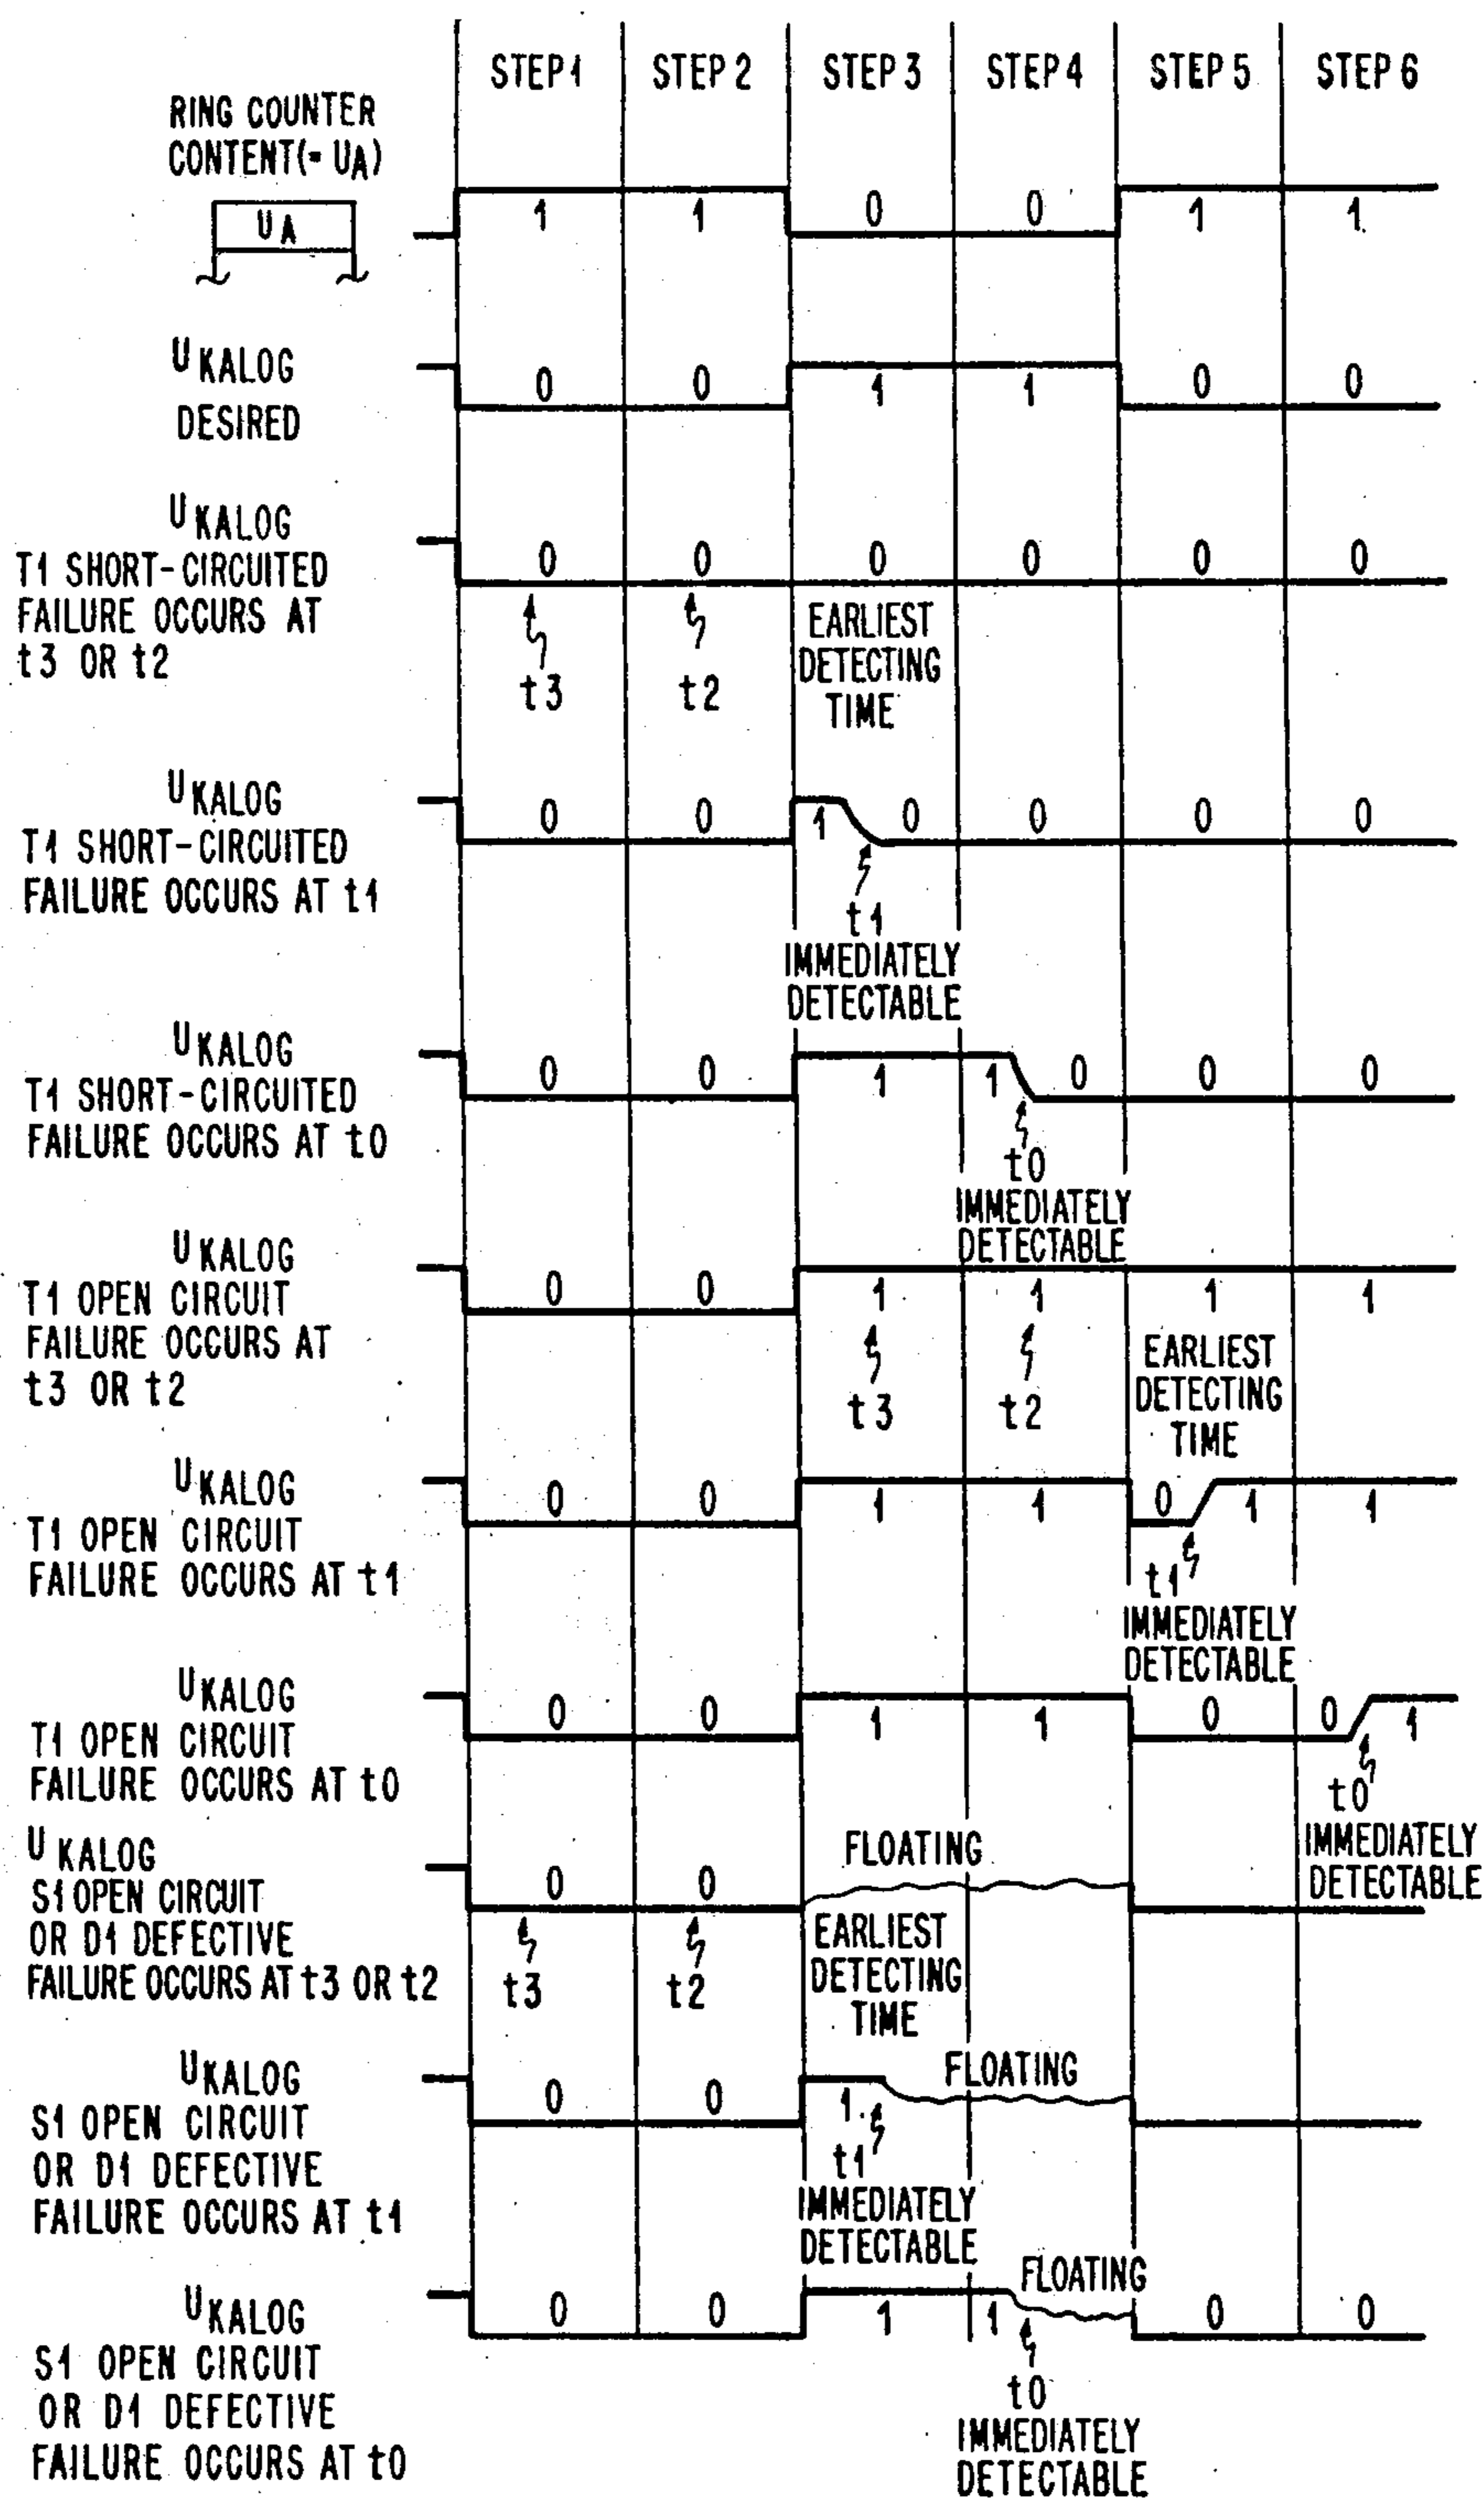 STEP 1 STEP 2 STEP 3 STEP 4 STEP 5 STEP 6
RING COUNTER
CONTENT (= UA)
UA
1 1 0 0 1 1
UKALOG
DESIRED
0 0 1 1 0 0
UKALOG
T1 SHORT-CIRCUITED
FAILURE OCCURS AT
t3 OR t2
0 0 0 0 0 0
t3 t2
EARLIEST
DETECTING
TIME
UKALOG
T1 SHORT-CIRCUITED
FAILURE OCCURS AT t1
0 0 1 0 0 0 0
t1
IMMEDIATELY
DETECTABLE
UKALOG
T1 SHORT-CIRCUITED
FAILURE OCCURS AT t0
0 0 1 1 0 0 0
t0
IMMEDIATELY
DETECTABLE
UKALOG
T1 OPEN CIRCUIT
FAILURE OCCURS AT
t3 OR t2
0 0 1 1 1 1
t3 t2
EARLIEST
DETECTING
TIME
UKALOG
T1 OPEN CIRCUIT
FAILURE OCCURS AT t1
0 0 1 1 0 1 1
t1
IMMEDIATELY
DETECTABLE
UKALOG
T1 OPEN CIRCUIT
FAILURE OCCURS AT t0
0 0 1 1 0 0 1
t0
IMMEDIATELY
DETECTABLE
UKALOG
S1 OPEN CIRCUIT
OR D1 DEFECTIVE
FAILURE OCCURS AT t3 OR t2
0 0 FLOATING
t3 t2
EARLIEST
DETECTING
TIME
UKALOG
S1 OPEN CIRCUIT
OR D1 DEFECTIVE
FAILURE OCCURS AT t1
0 0 1 FLOATING
t1
IMMEDIATELY
DETECTABLE
UKALOG
S1 OPEN CIRCUIT
OR D1 DEFECTIVE
FAILURE OCCURS AT t0
0 0 1 1 FLOATING 0 0
t0
IMMEDIATELY
DETECTABLE